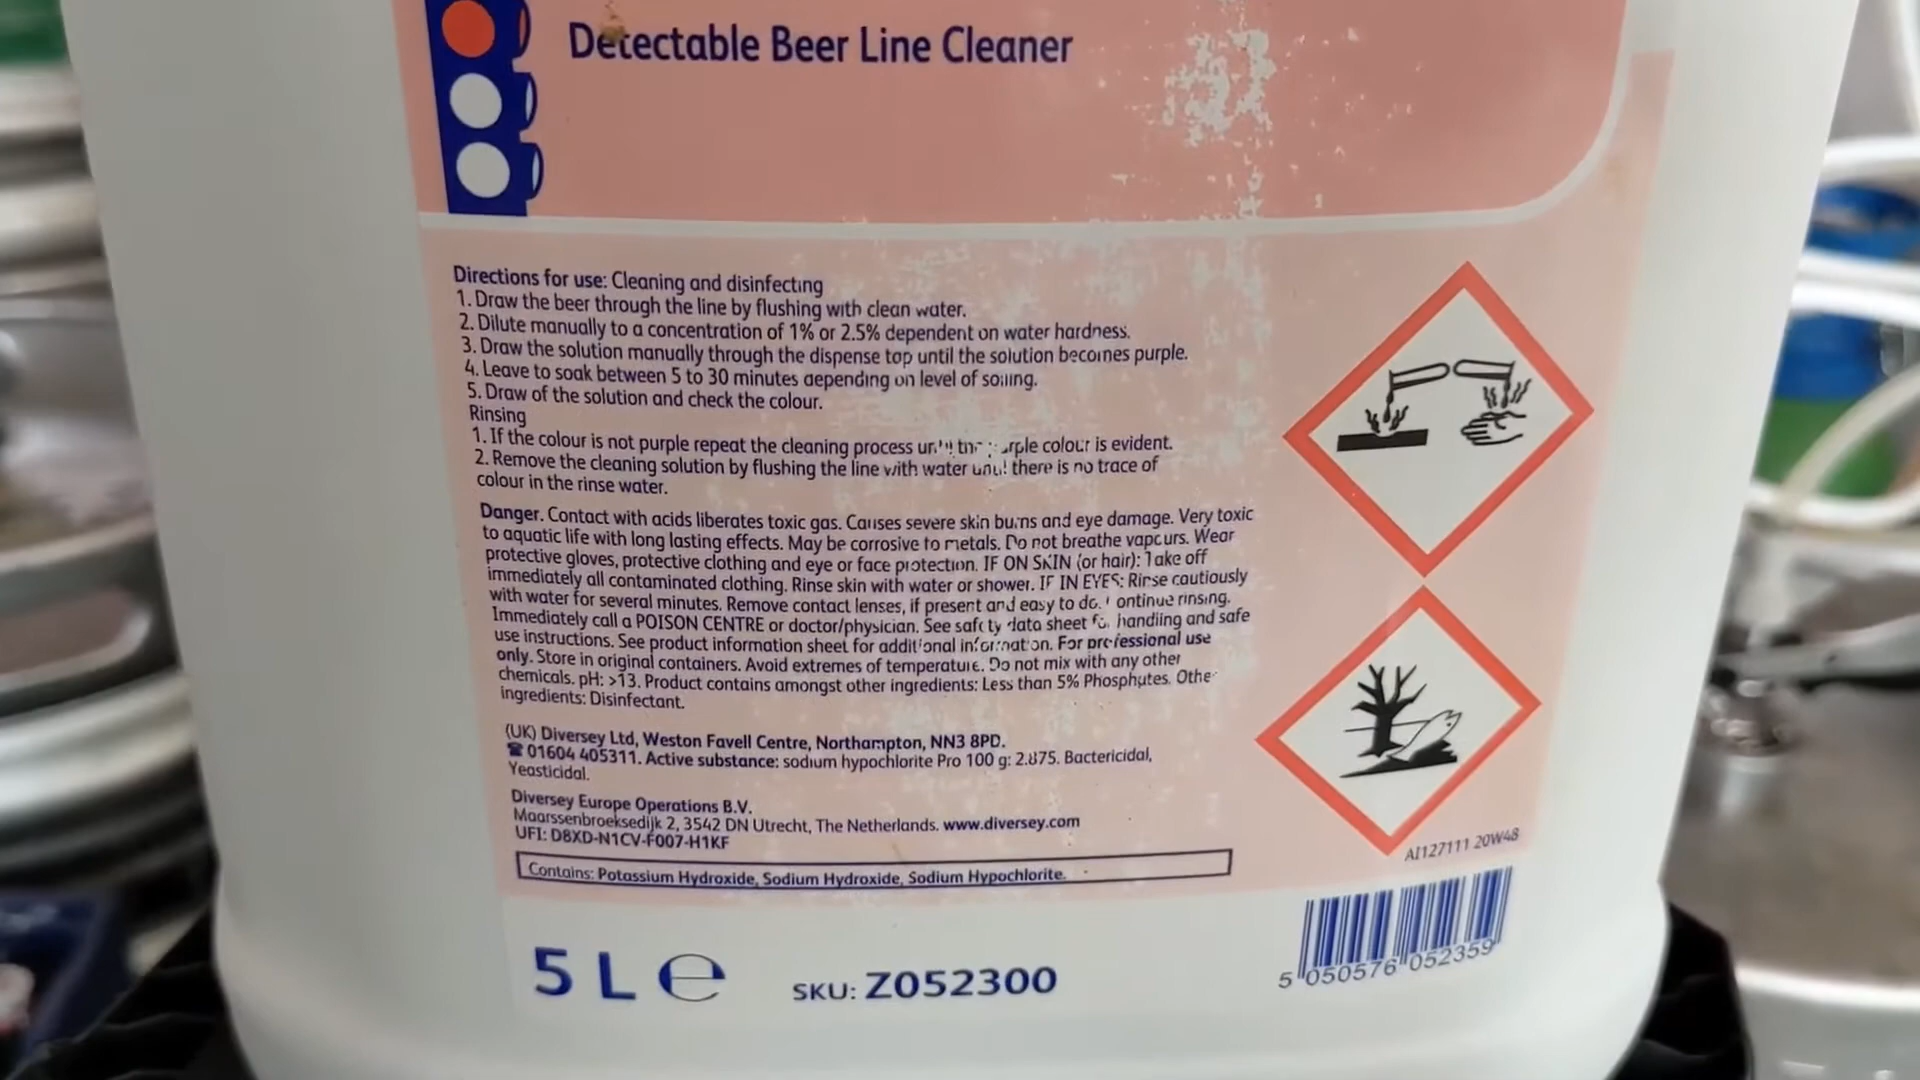 Detectable Beer Line Cleaner
Directions for use: Cleaning and disinfecting
1. Draw the beer through the line by flushing with clean water.
2. Dilute manually to a concentration of 1% or 2.5% dependent on water hardness.
3. Draw the solution manually through the dispense top until the solution becomes purple.
4. Leave to soak between 5 to 30 minutes depending on level of soiling.
5. Draw of the solution and check the colour.
Rinsing
1. If the colour is not purple repeat the cleaning process until the purple colour is evident.
2. Remove the cleaning solution by flushing the line with water until there is no trace of
colour in the rinse water.
Danger. Contact with acids liberates toxic gas. Causes severe skin burns and eye damage. Very toxic
to aquatic life with long lasting effects. May be corrosive to metals. Do not breathe vapours. Wear
protective gloves, protective clothing and eye or face protection. IF ON SKIN (or hair): Take off
immediately all contaminated clothing. Rinse skin with water or shower. IF IN EYES: Rinse cautiously
with water for several minutes. Remove contact lenses, if present and easy to do. Continue rinsing.
Immediately call a POISON CENTRE or doctor/physician. See safety data sheet for handling and safe
use instructions. See product information sheet for additional information. For professional use
only. Store in original containers. Avoid extremes of temperature. Do not mix with any other
chemicals. pH: >13. Product contains amongst other ingredients: Less than 5% Phosphates. Other
ingredients: Disinfectant.
(UK) Diversey Ltd, Weston Favell Centre, Northampton, NN3 8PD.
☎ 01604 405311. Active substance: sodium hypochlorite Pro 100 g: 2.875. Bactericidal,
Yeasticidal.
Diversey Europe Operations B.V.
Maarssenbroeksedijk 2, 3542 DN Utrecht, The Netherlands. www.diversey.com
UFI: D8XD-N1CV-F007-H1KF
AI127111 20W48
Contains: Potassium Hydroxide, Sodium Hydroxide, Sodium Hypochlorite.
5 L e
SKU: Z052300
5 050576 052359